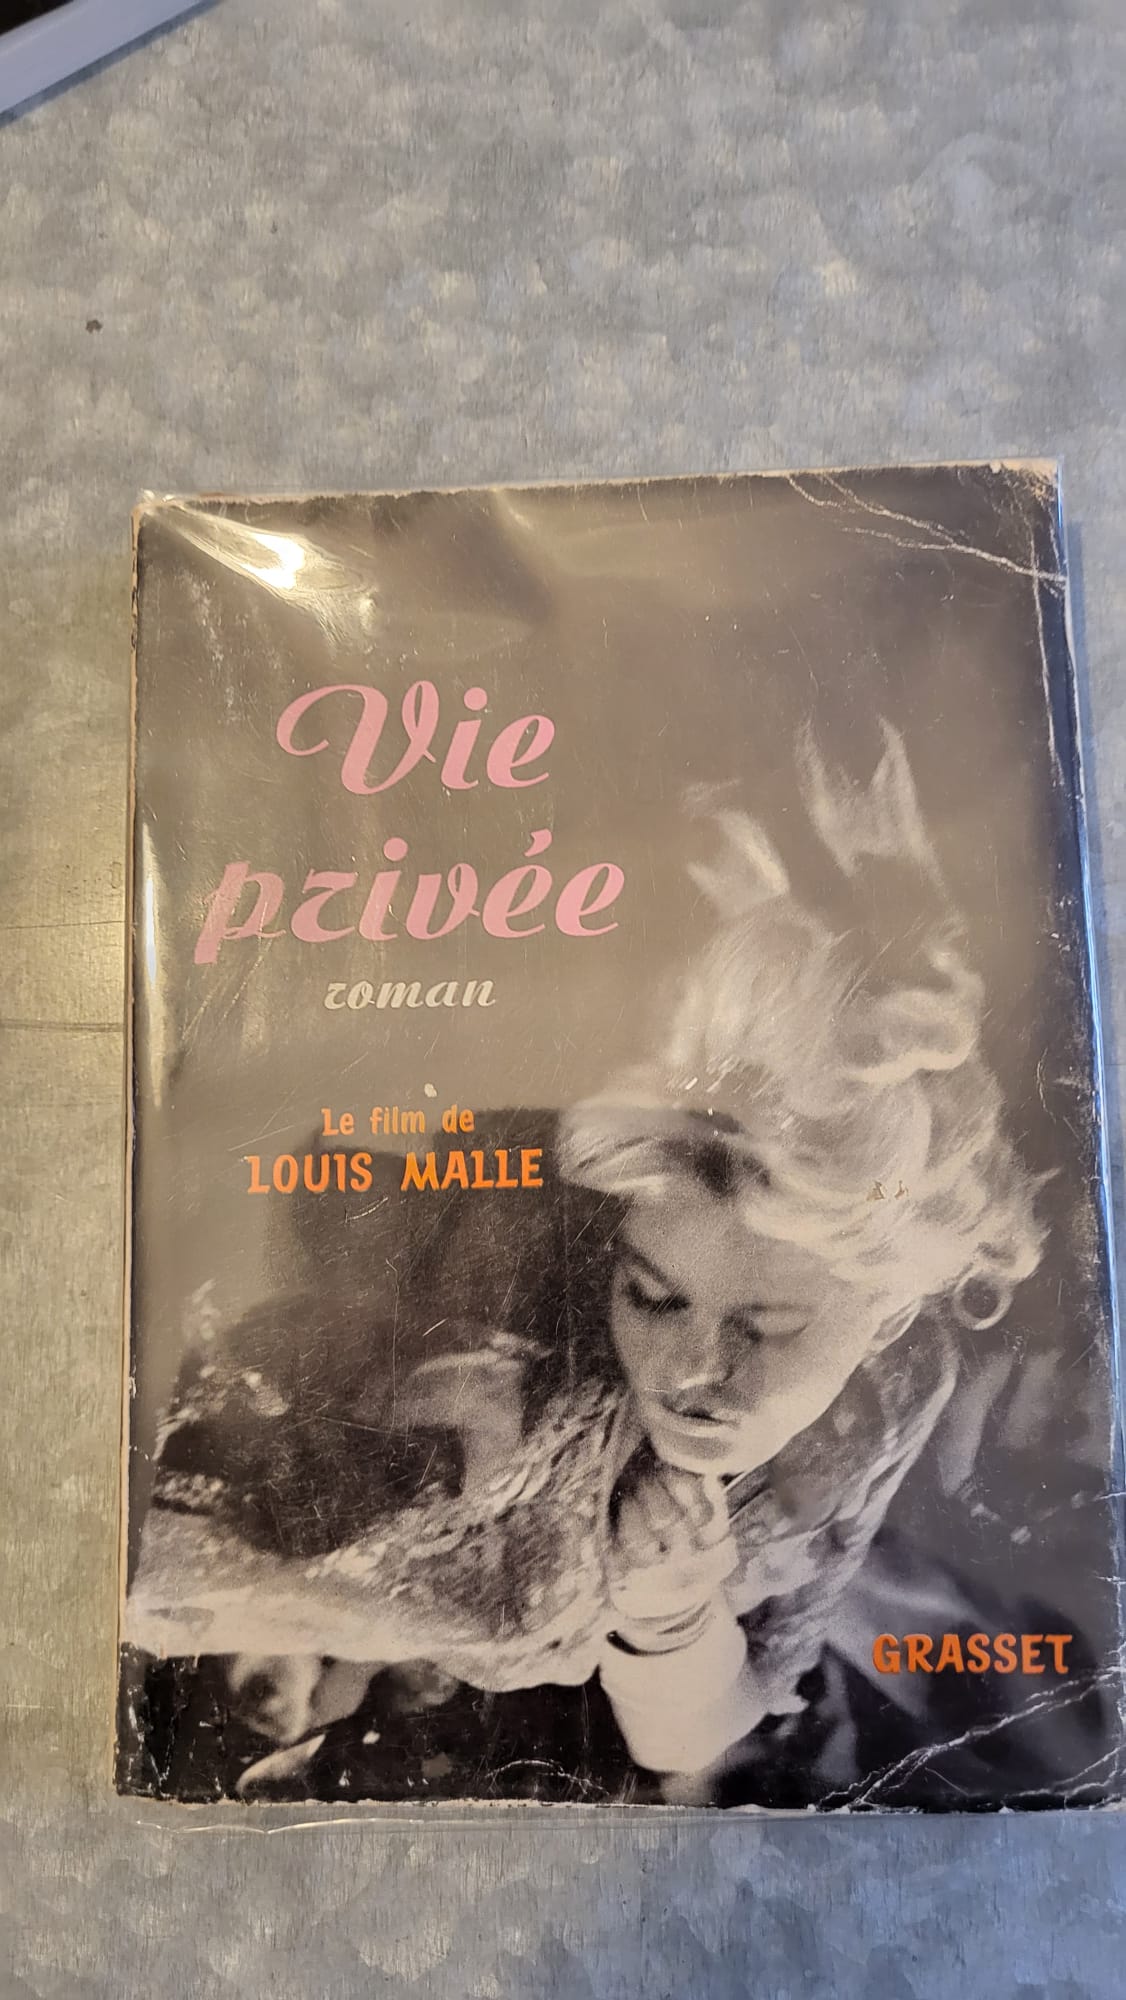 Vie
privée
roman
Le film de
LOUIS MALLE
GRASSET